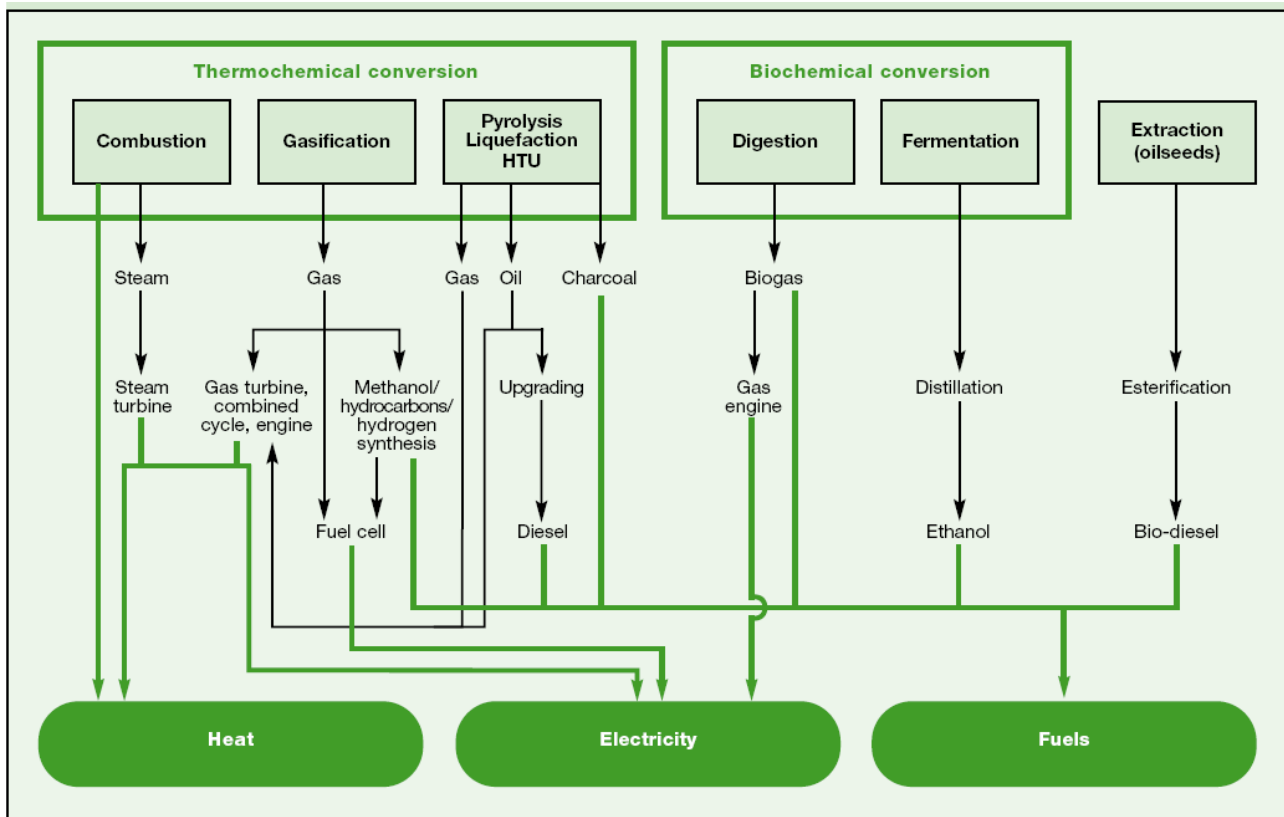 Thermochemical conversion
Biochemical conversion
Combustion
Gasification
Pyrolysis
Liquefaction
HTU
Digestion
Fermentation
Extraction
(oilseeds)
Steam
Gas
Gas
Oil
Charcoal
Biogas
Steam
turbine
Gas turbine,
combined
cycle, engine
Methanol/
hydrocarbons/
hydrogen
synthesis
Upgrading
Gas
engine
Distillation
Esterification
Fuel cell
Diesel
Ethanol
Bio-diesel
Heat
Electricity
Fuels